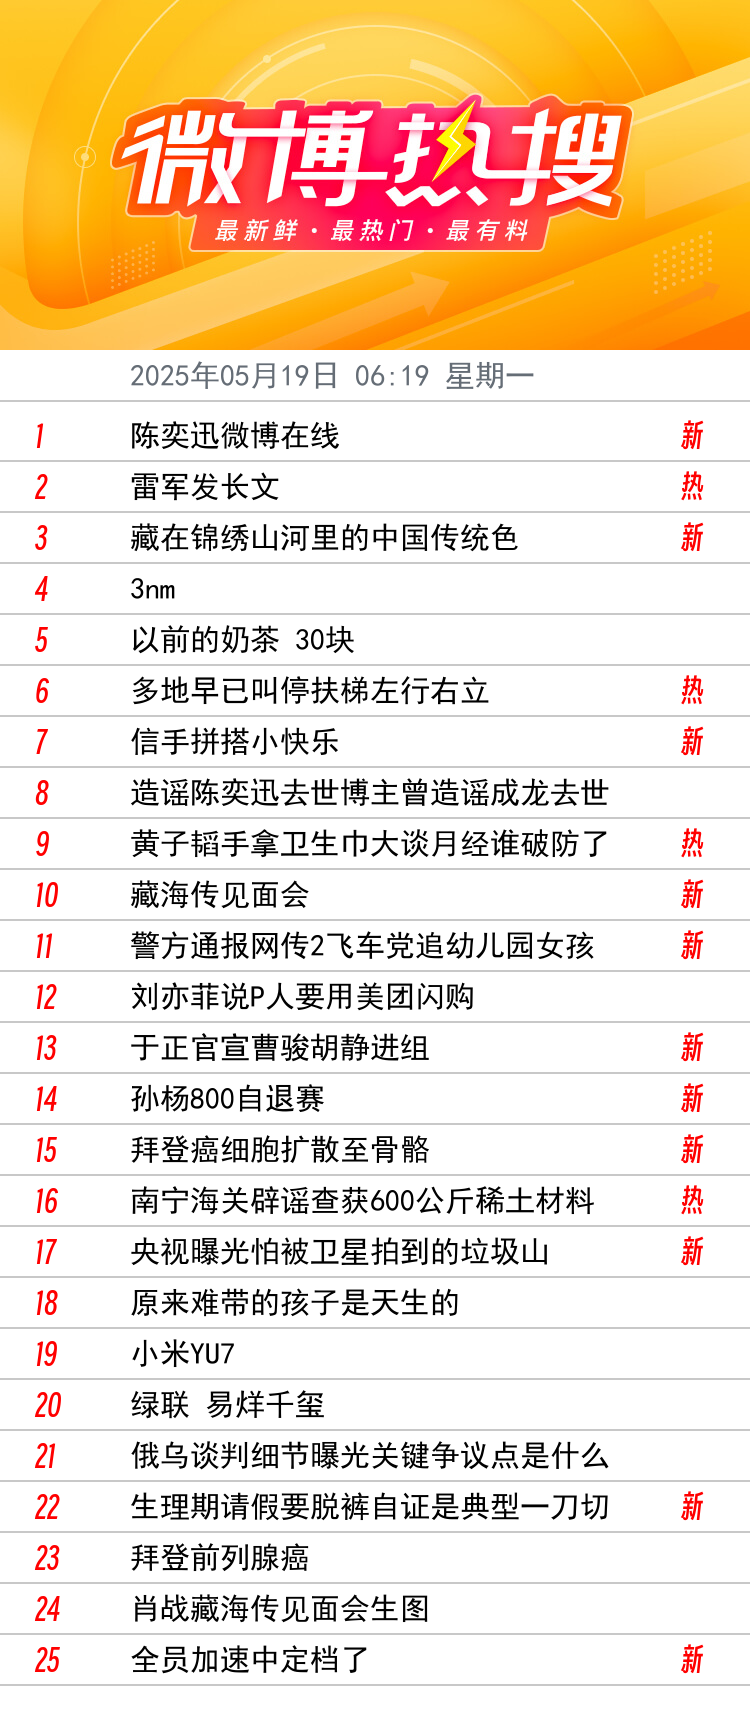 微博热搜
最新鲜·最热门·最有料
2025年05月19日 06:19 星期一
1 陈奕迅微博在线 新
2 雷军发长文 热
3 藏在锦绣山河里的中国传统色 新
4 3nm
5 以前的奶茶 30块
6 多地早已叫停扶梯左行右立 热
7 信手拼搭小快乐 新
8 造谣陈奕迅去世博主曾造谣成龙去世
9 黄子韬手拿卫生巾大谈月经谁破防了 热
10 藏海传见面会 新
11 警方通报网传2飞车党追幼儿园女孩 新
12 刘亦菲说P人要用美团闪购
13 于正官宣曹骏胡静进组 新
14 孙杨800自退赛 新
15 拜登癌细胞扩散至骨骼 新
16 南宁海关辟谣查获600公斤稀土材料 热
17 央视曝光怕被卫星拍到的垃圾山 新
18 原来难带的孩子是天生的
19 小米YU7
20 绿联 易烊千玺
21 俄乌谈判细节曝光关键争议点是什么
22 生理期请假要脱裤自证是典型一刀切 新
23 拜登前列腺癌
24 肖战藏海传见面会生图
25 全员加速中定档了 新